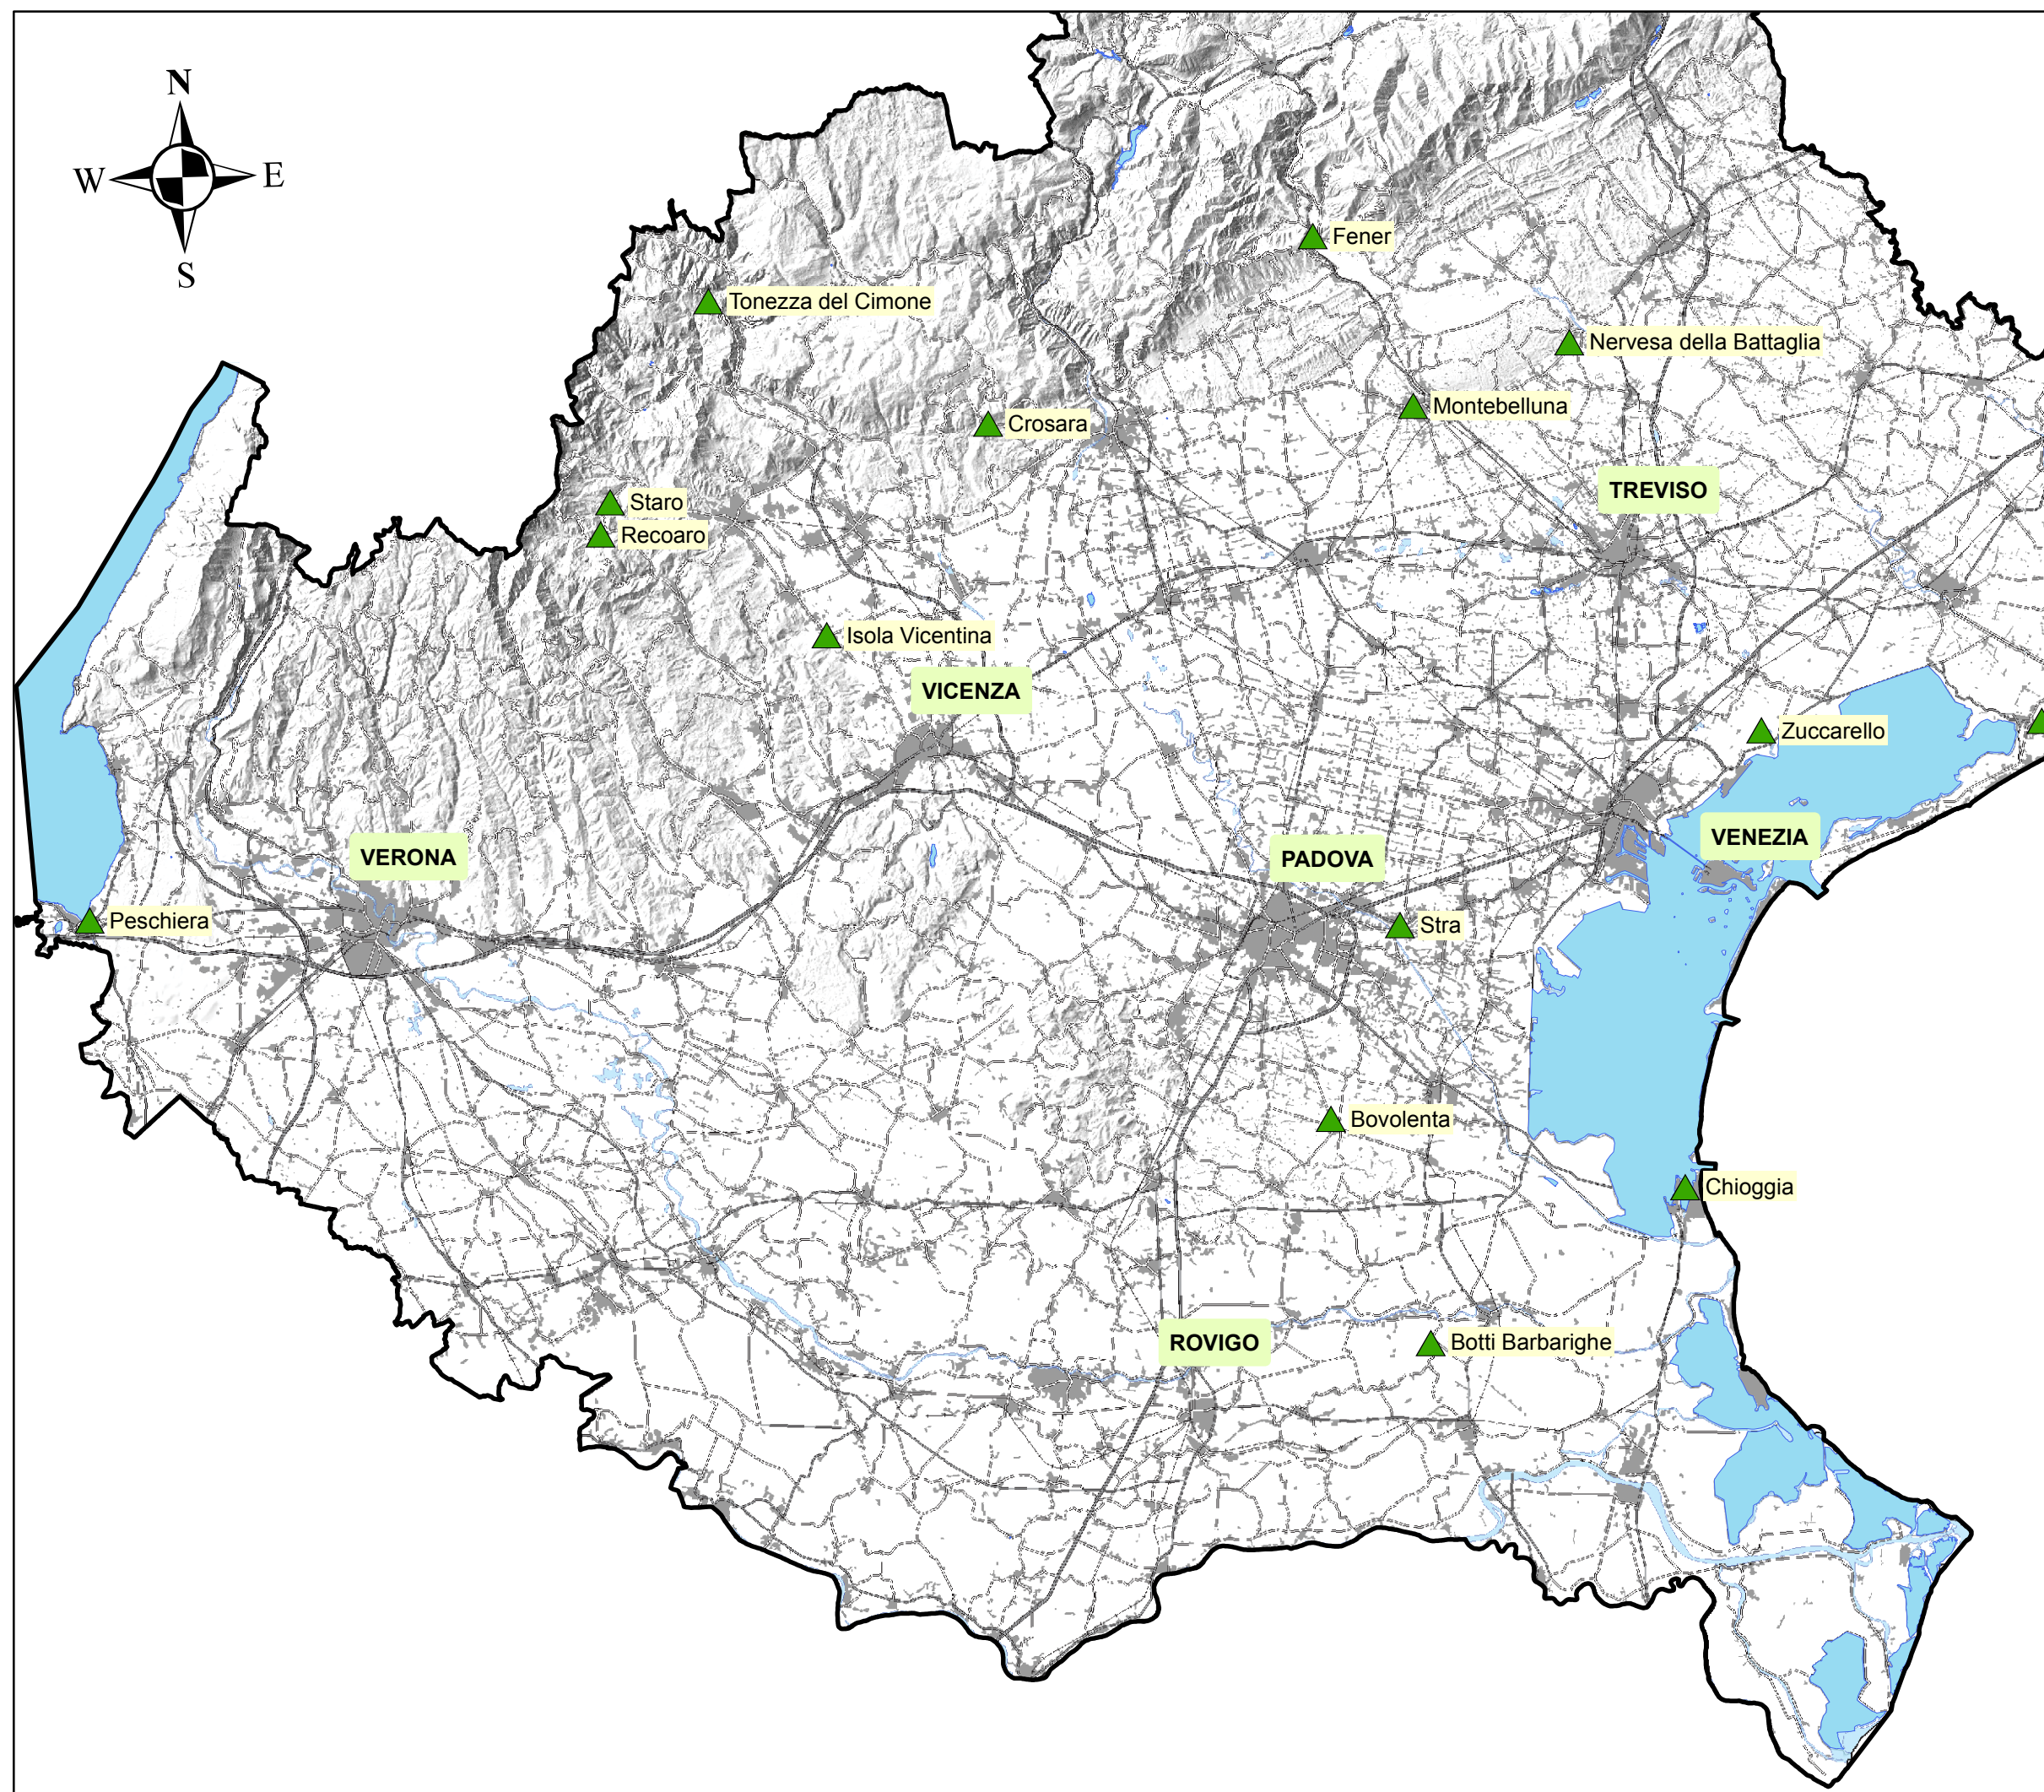 N
W
E
S
Fener
Tonezza del Cimone
Nervesa della Battaglia
Montebelluna
Crosara
TREVISO
Staro
Recoaro
Isola Vicentina
VICENZA
Zuccarello
VENEZIA
VERONA
PADOVA
Peschiera
Stra
Bovolenta
Chioggia
ROVIGO
Botti Barbarighe